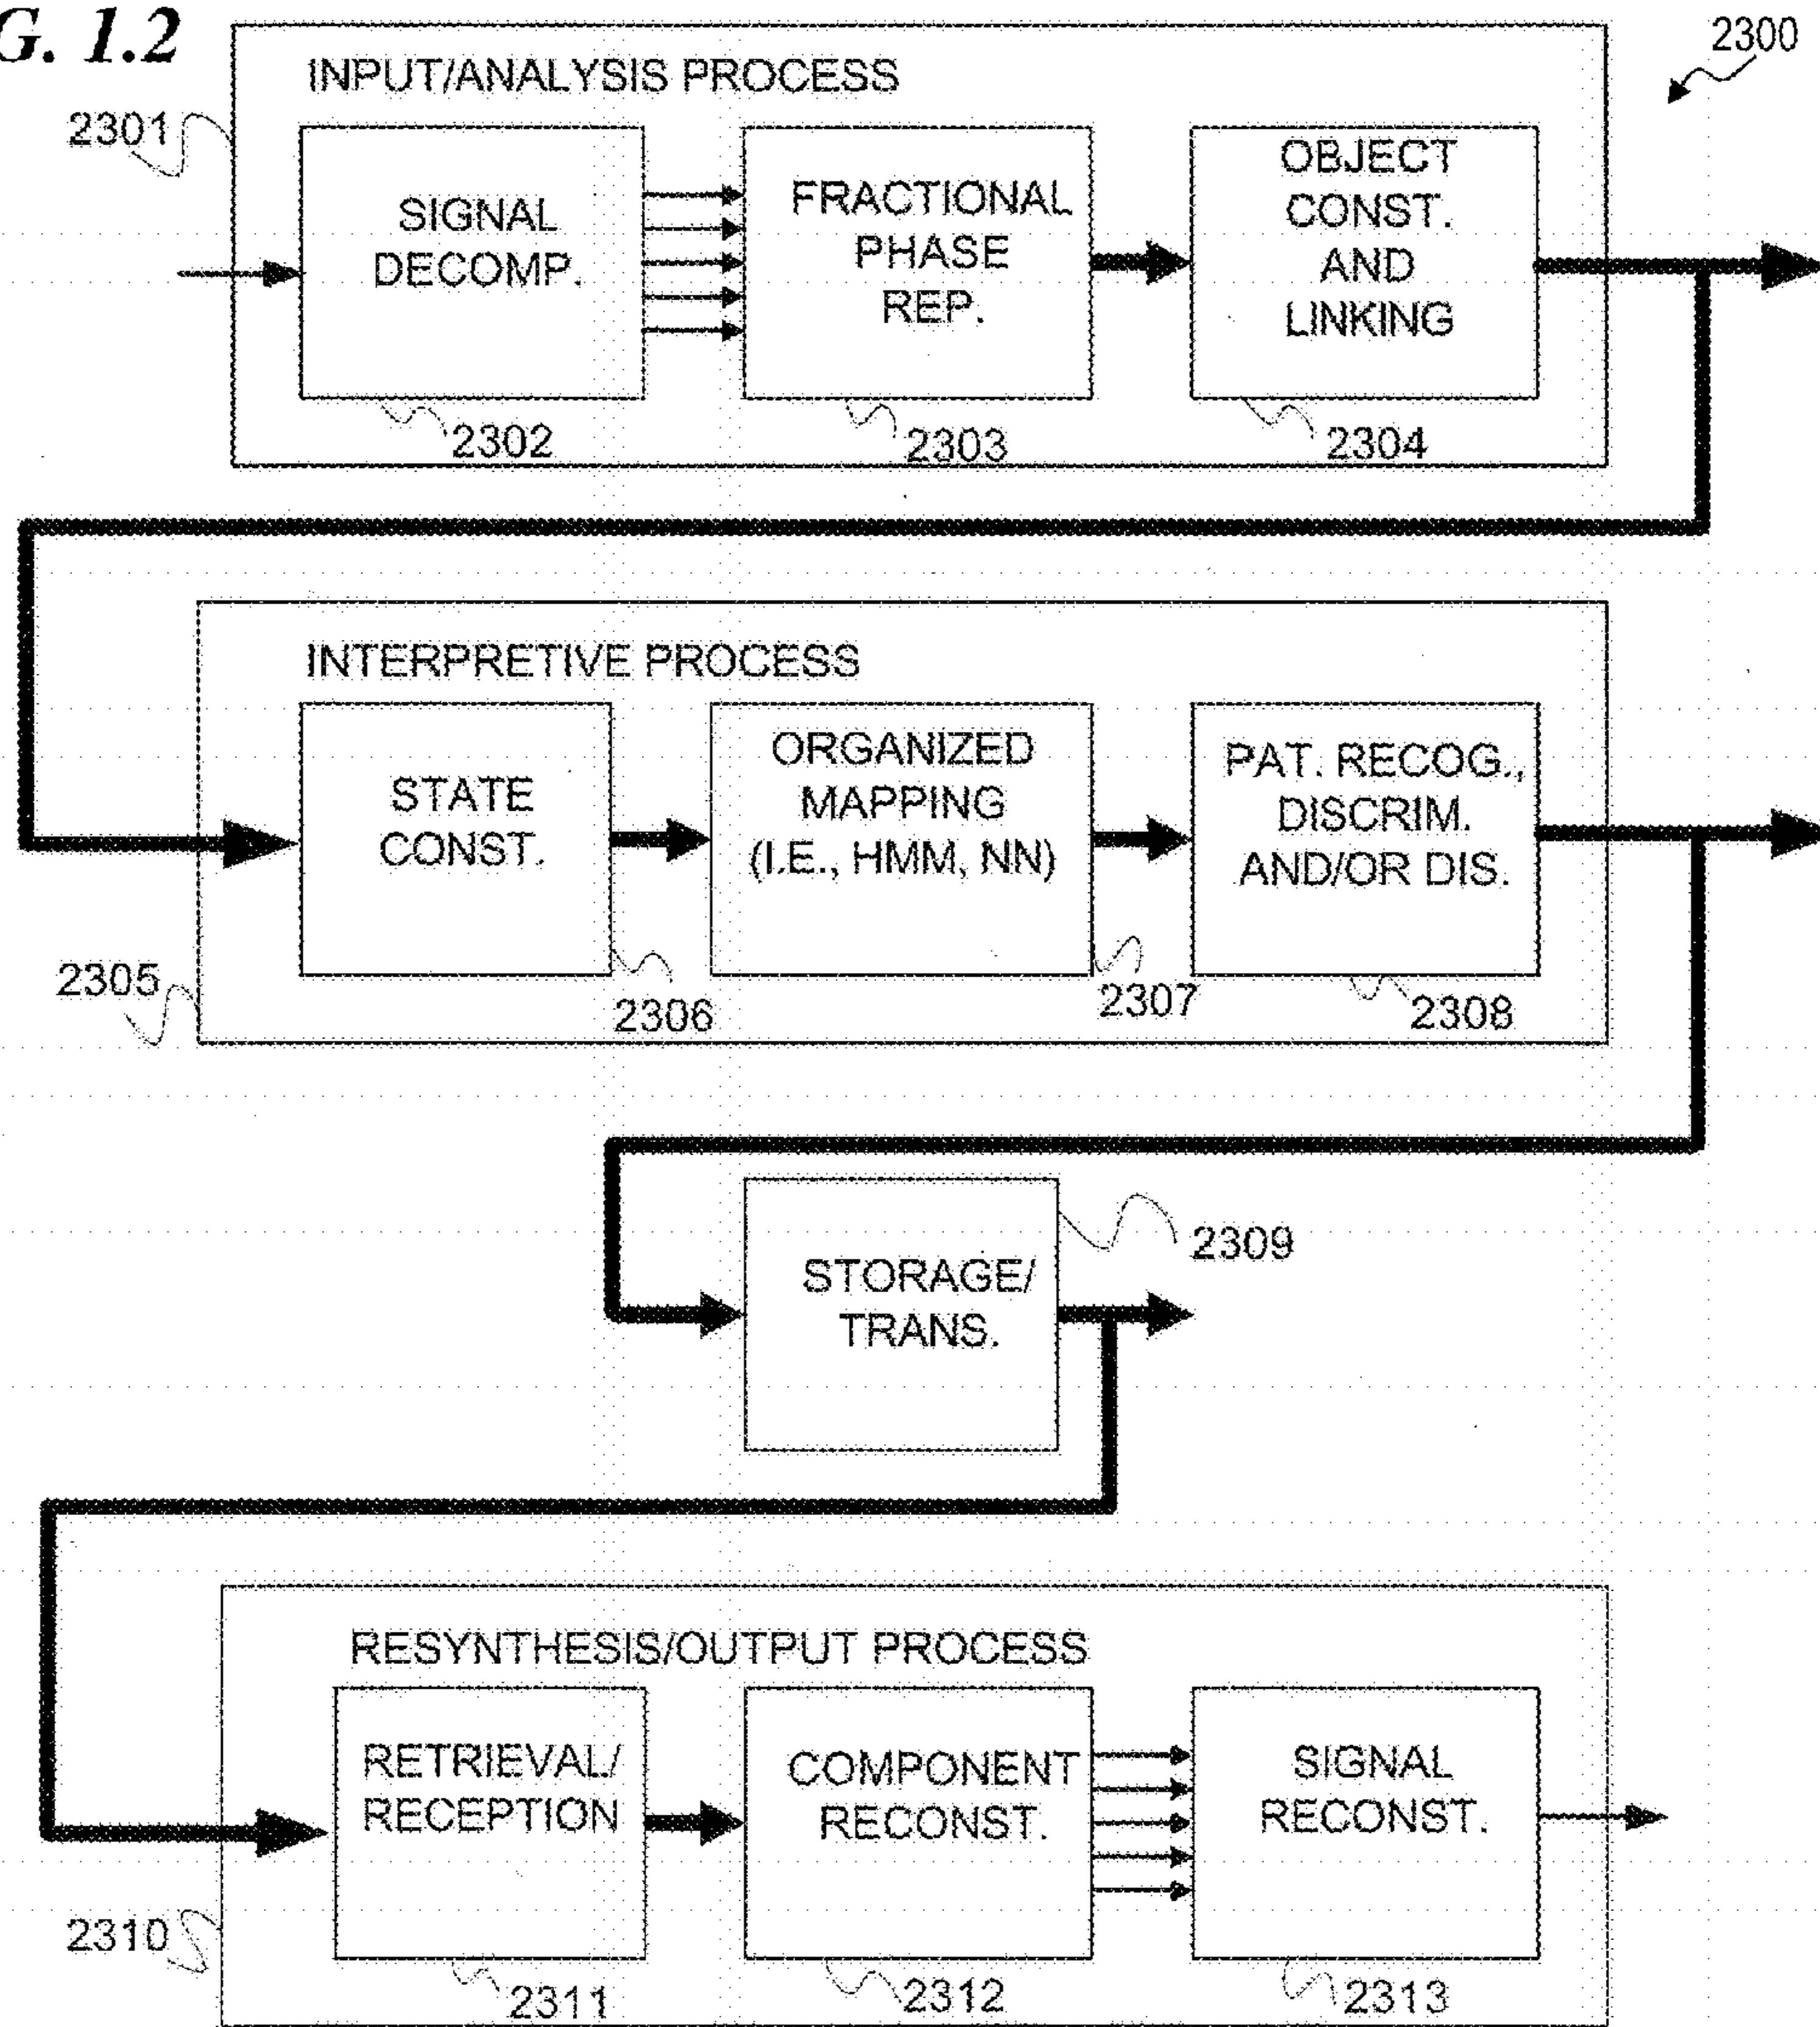 G. 1.2
2300
INPUT/ANALYSIS PROCESS
2301
SIGNAL
DECOMP.
2302
FRACTIONAL
PHASE
REP.
2303
OBJECT
CONST.
AND
LINKING
2304
INTERPRETIVE PROCESS
STATE
CONST.
2306
ORGANIZED
MAPPING
(I.E., HMM, NN)
2307
PAT. RECOG.,
DISCRIM.
AND/OR DIS.
2308
2305
2309
STORAGE/
TRANS.
RESYNTHESIS/OUTPUT PROCESS
RETRIEVAL/
RECEPTION
2311
COMPONENT
RECONST.
2312
SIGNAL
RECONST.
2313
2310